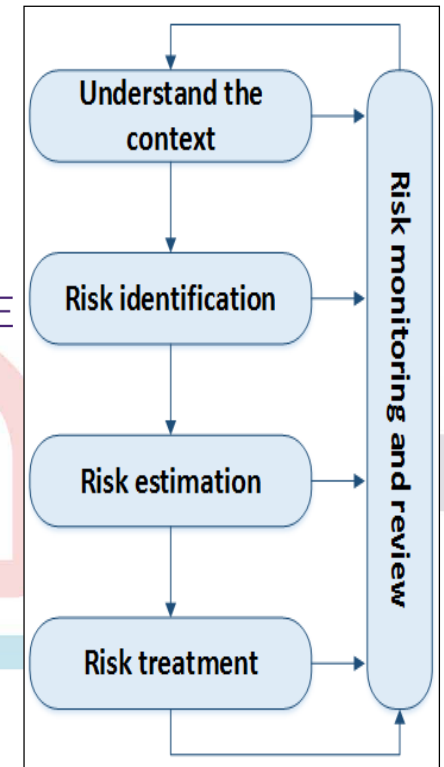 Understand the
context
Risk identification
Risk estimation
Risk treatment
Risk monitoring and review